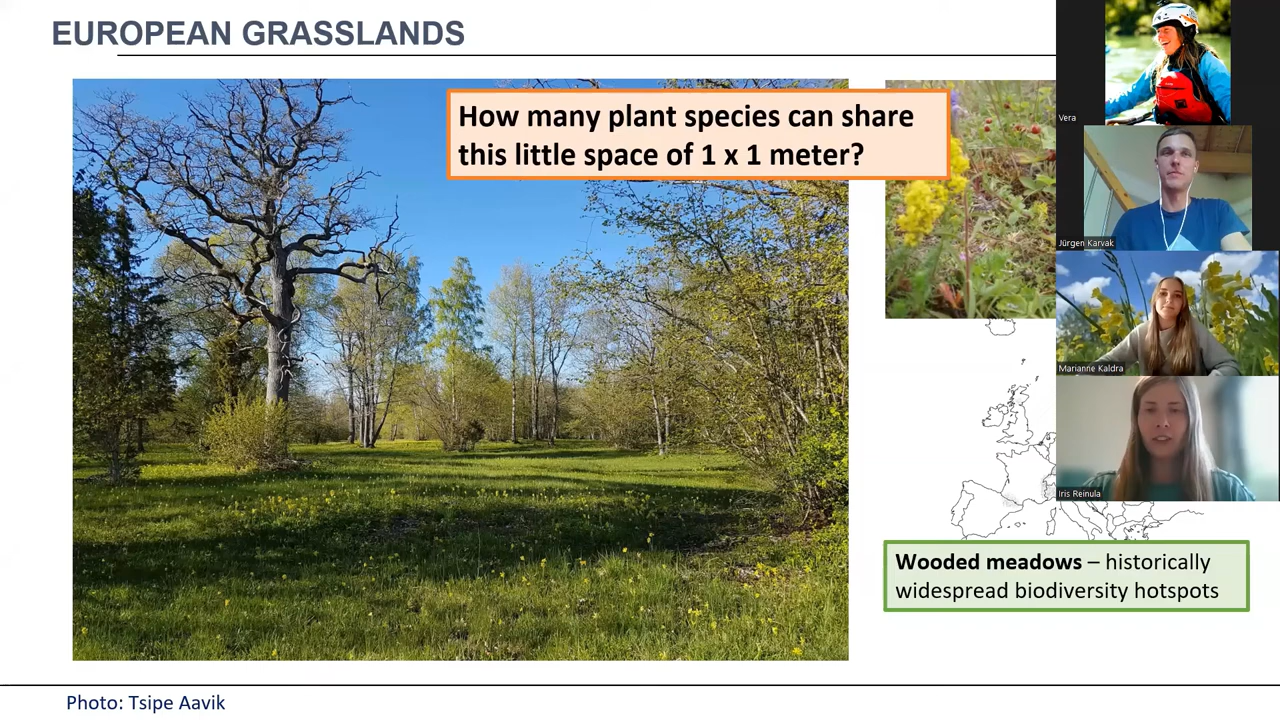 EUROPEAN GRASSLANDS
How many plant species can share
this little space of 1 x 1 meter?
Vera
Jürgen Karvak
Marianne Kaldra
Iris Reinula
Wooded meadows – historically
widespread biodiversity hotspots
Photo: Tsipe Aavik